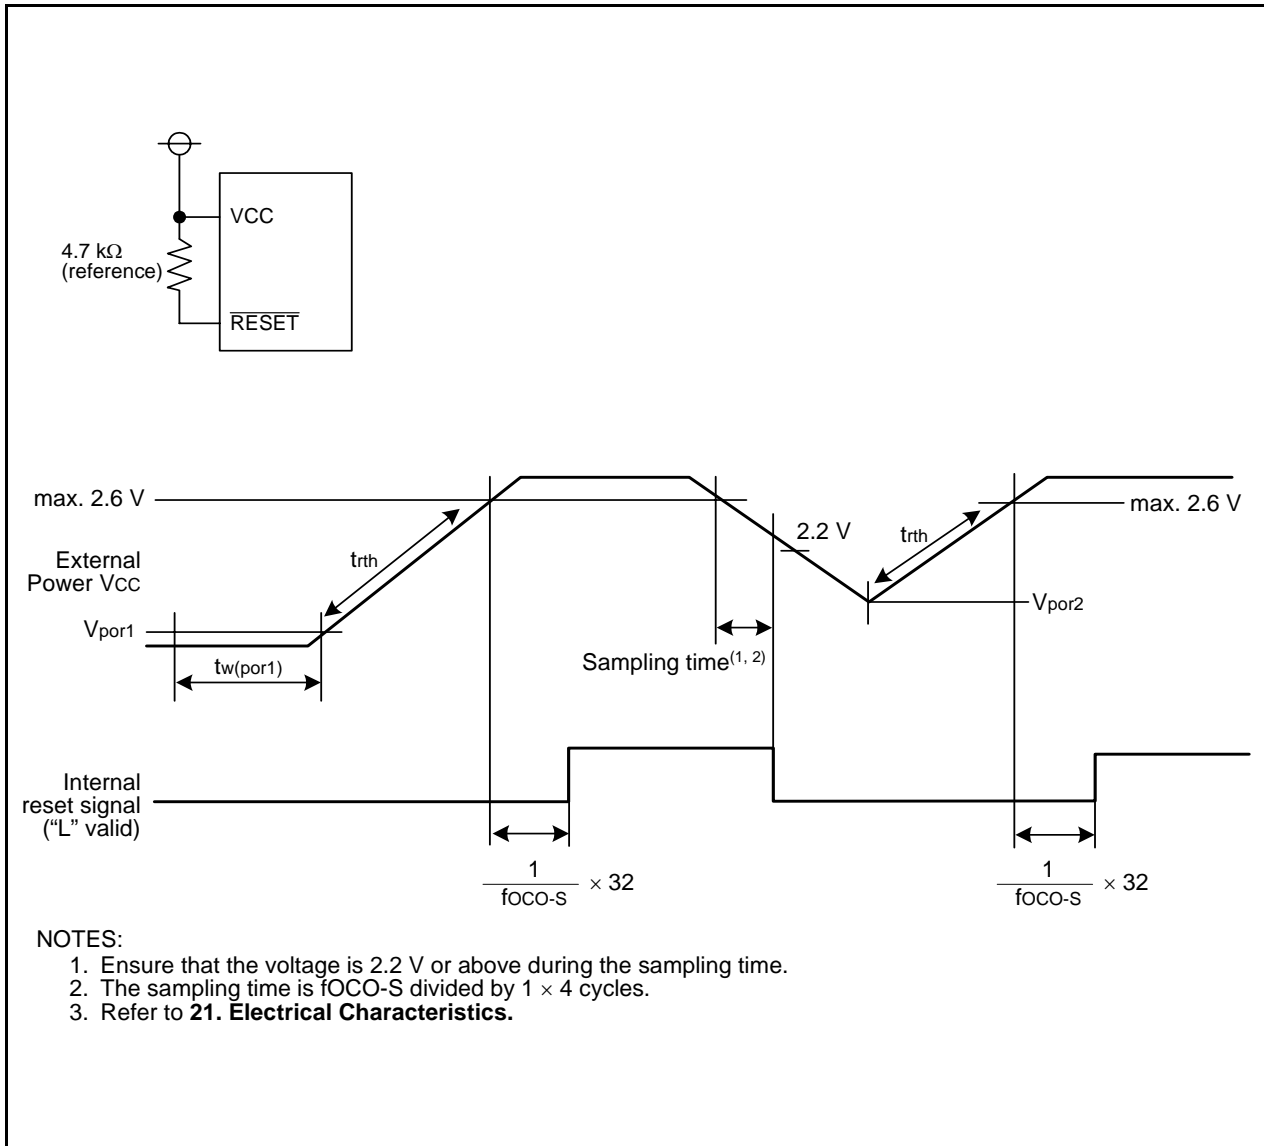 VCC
4.7 kΩ
(reference)
RESET
max. 2.6 V
2.2 V
max. 2.6 V
trth
trth
External
Power VCC
Vpor1
Vpor2
tw(por1)
Sampling time(1, 2)
Internal
reset signal
(“L” valid)
1
fOCO-S
× 32
1
fOCO-S
× 32
NOTES:
1. Ensure that the voltage is 2.2 V or above during the sampling time.
2. The sampling time is fOCO-S divided by 1 × 4 cycles.
3. Refer to 21. Electrical Characteristics.